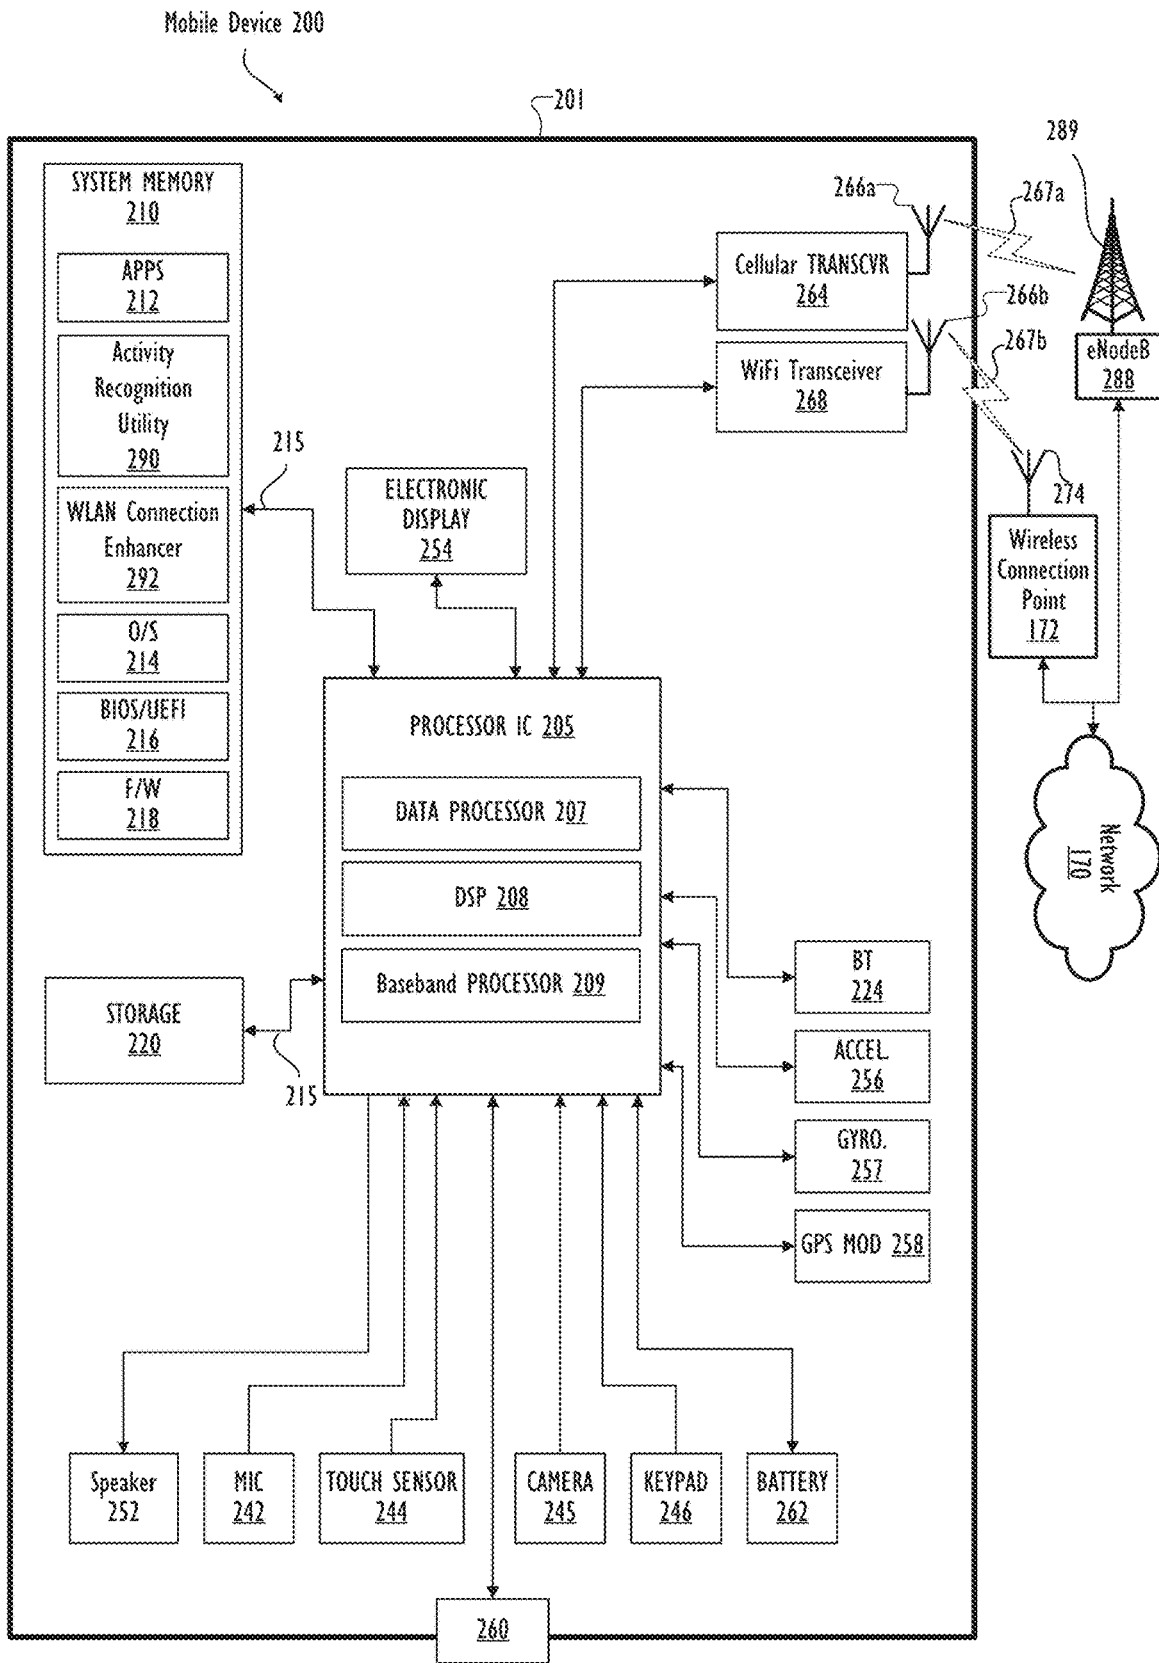 Mobile Device 200
201
SYSTEM MEMORY
210
APPS
212
Activity
Recognition
Utility
290
WLAN Connection
Enhancer
292
O/S
214
BIOS/UEFI
216
F/W
218
215
ELECTRONIC
DISPLAY
254
Cellular TRANSCVR
264
WiFi Transceiver
268
266a
267a
266b
267b
289
eNodeB
288
274
Wireless
Connection
Point
172
Network
170
PROCESSOR IC 205
DATA PROCESSOR 207
DSP 208
Baseband PROCESSOR 209
STORAGE
220
215
BT
224
ACCEL.
256
GYRO.
257
GPS MOD 258
Speaker
252
MIC
242
TOUCH SENSOR
244
CAMERA
245
KEYPAD
246
BATTERY
262
260